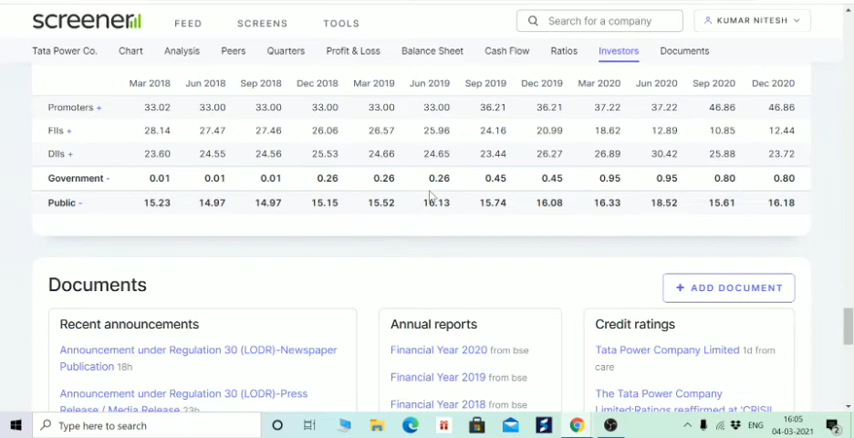 screener
FEED SCREENS TOOLS
Search for a company
KUMAR NITESH
Tata Power Co. Chart Analysis Peers Quarters Profit & Loss Balance Sheet Cash Flow Ratios Investors Documents
Mar 2018 Jun 2018 Sep 2018 Dec 2018 Mar 2019 Jun 2019 Sep 2019 Dec 2019 Mar 2020 Jun 2020 Sep 2020 Dec 2020
Promoters + 33.02 33.00 33.00 33.00 33.00 33.00 36.21 36.21 37.22 37.22 46.86 46.86
FIIs + 28.14 27.47 27.46 26.06 26.57 25.96 24.16 20.99 18.62 12.89 10.85 12.44
DIIs + 23.60 24.55 24.56 25.53 24.66 24.65 23.44 26.27 26.89 30.42 25.88 23.72
Government - 0.01 0.01 0.01 0.26 0.26 0.26 0.45 0.45 0.95 0.95 0.80 0.80
Public - 15.23 14.97 14.97 15.15 15.52 16.13 15.74 16.08 16.33 18.52 15.61 16.18
Documents
+ ADD DOCUMENT
Recent announcements
Announcement under Regulation 30 (LODR)-Newspaper
Publication 18h
Announcement under Regulation 30 (LODR)-Press
Release / Media Release 23h
Annual reports
Financial Year 2020 from bse
Financial Year 2019 from bse
Financial Year 2018 from bse
Credit ratings
Tata Power Company Limited 1d from
care
The Tata Power Company
Limited:Ratings reaffirmed at 'CRISIL
Type here to search
ENG
16:05
04-03-2021
2